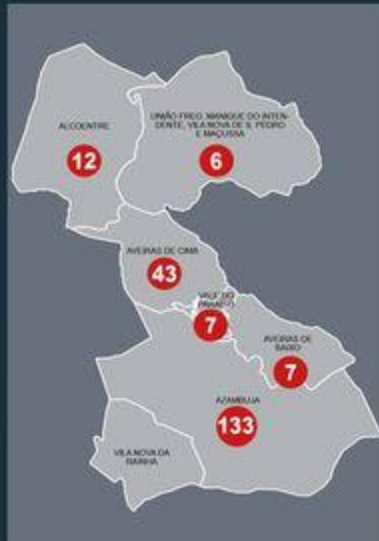 ALCOENTRE
12
UNIÃO FREG. MANIQUE DO INTEN-
DENTE, VILA NOVA DE S. PEDRO
E MAÇUSSA
6
AVEIRAS DE CIMA
43
VALE DO
PARAÍSO
7
AVEIRAS DE
BAIXO
7
AZAMBUJA
133
VILA NOVA DA
RAINHA